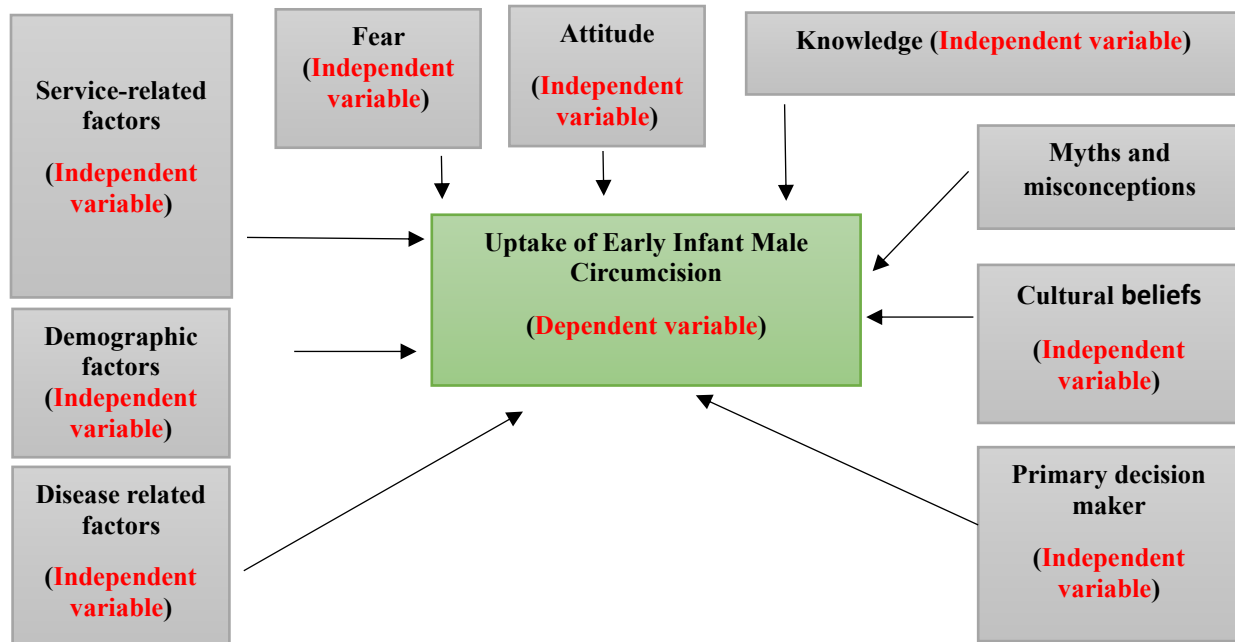 Service-related
factors
(Independent
variable)
Fear
(Independent
variable)
Attitude
(Independent
variable)
Knowledge (Independent variable)
Myths and
misconceptions
Uptake of Early Infant Male
Circumcision
(Dependent variable)
Cultural beliefs
(Independent
variable)
Demographic
factors
(Independent
variable)
Disease related
factors
(Independent
variable)
Primary decision
maker
(Independent
variable)